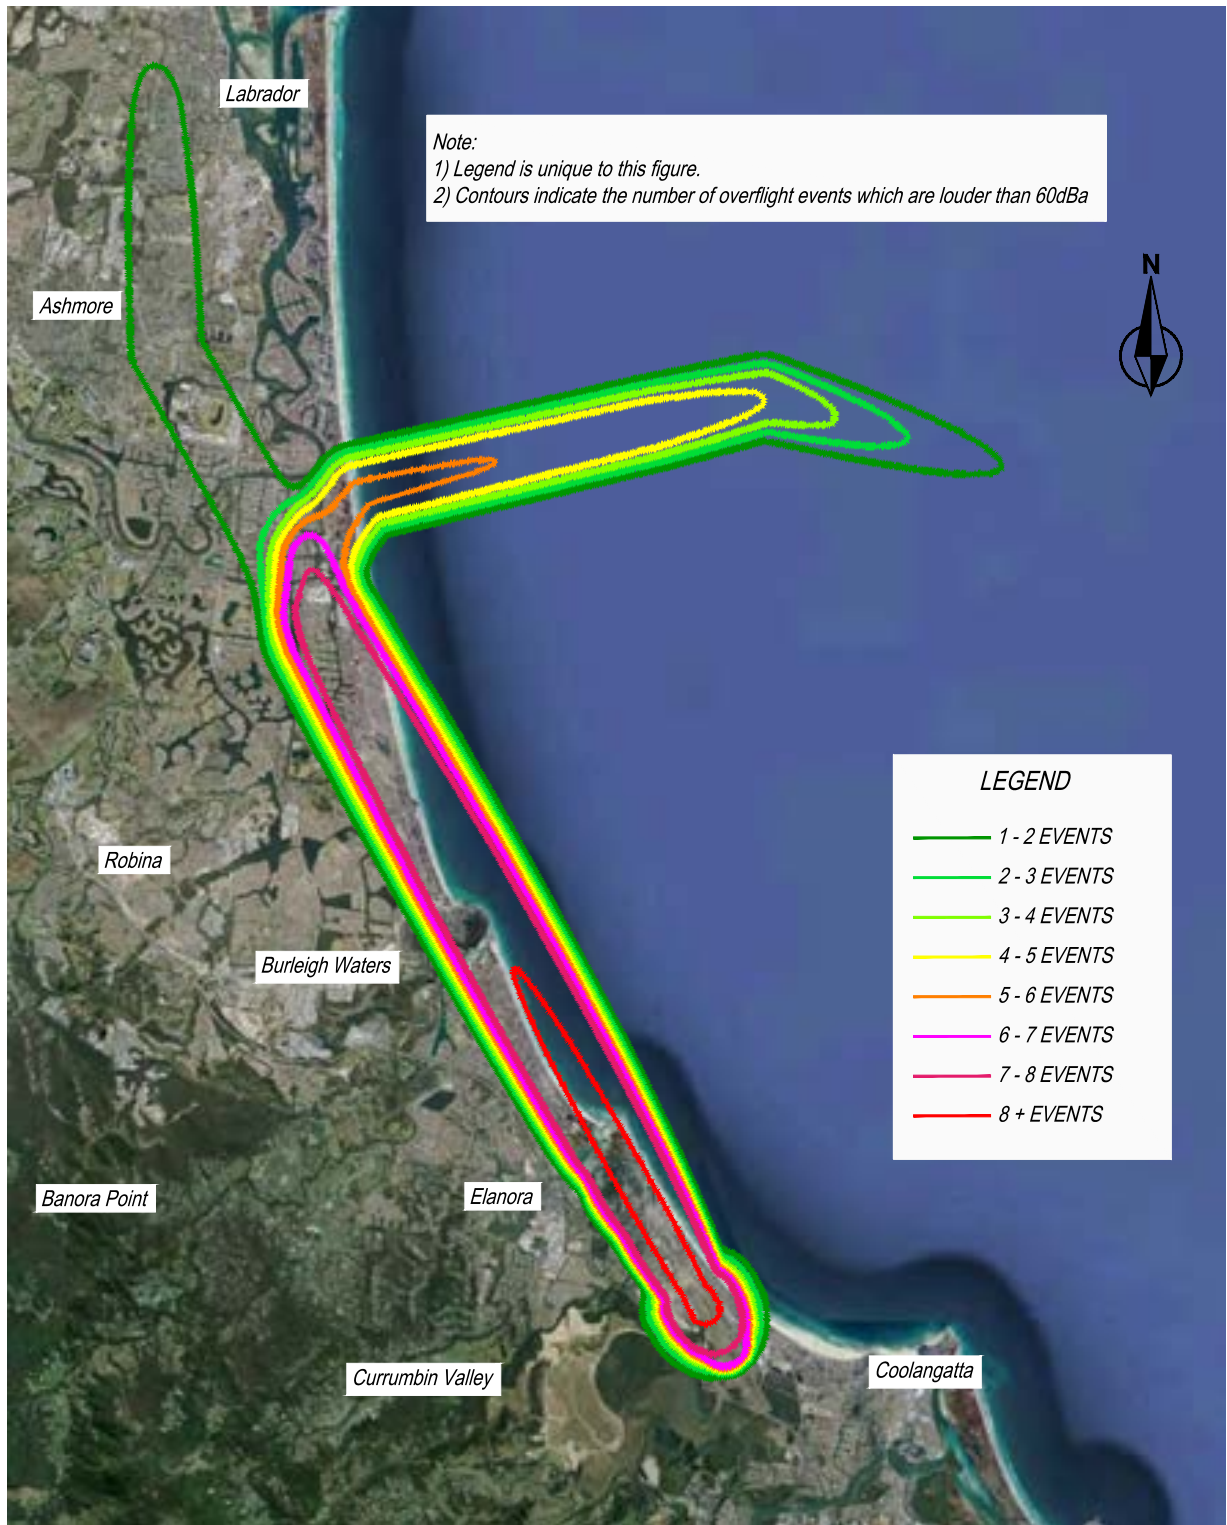 Labrador
Note:
1) Legend is unique to this figure.
2) Contours indicate the number of overflight events which are louder than 60dBa
N
Ashmore
LEGEND
1 - 2 EVENTS
2 - 3 EVENTS
3 - 4 EVENTS
4 - 5 EVENTS
5 - 6 EVENTS
6 - 7 EVENTS
7 - 8 EVENTS
8 + EVENTS
Robina
Burleigh Waters
Banora Point
Elanora
Currumbin Valley
Coolangatta